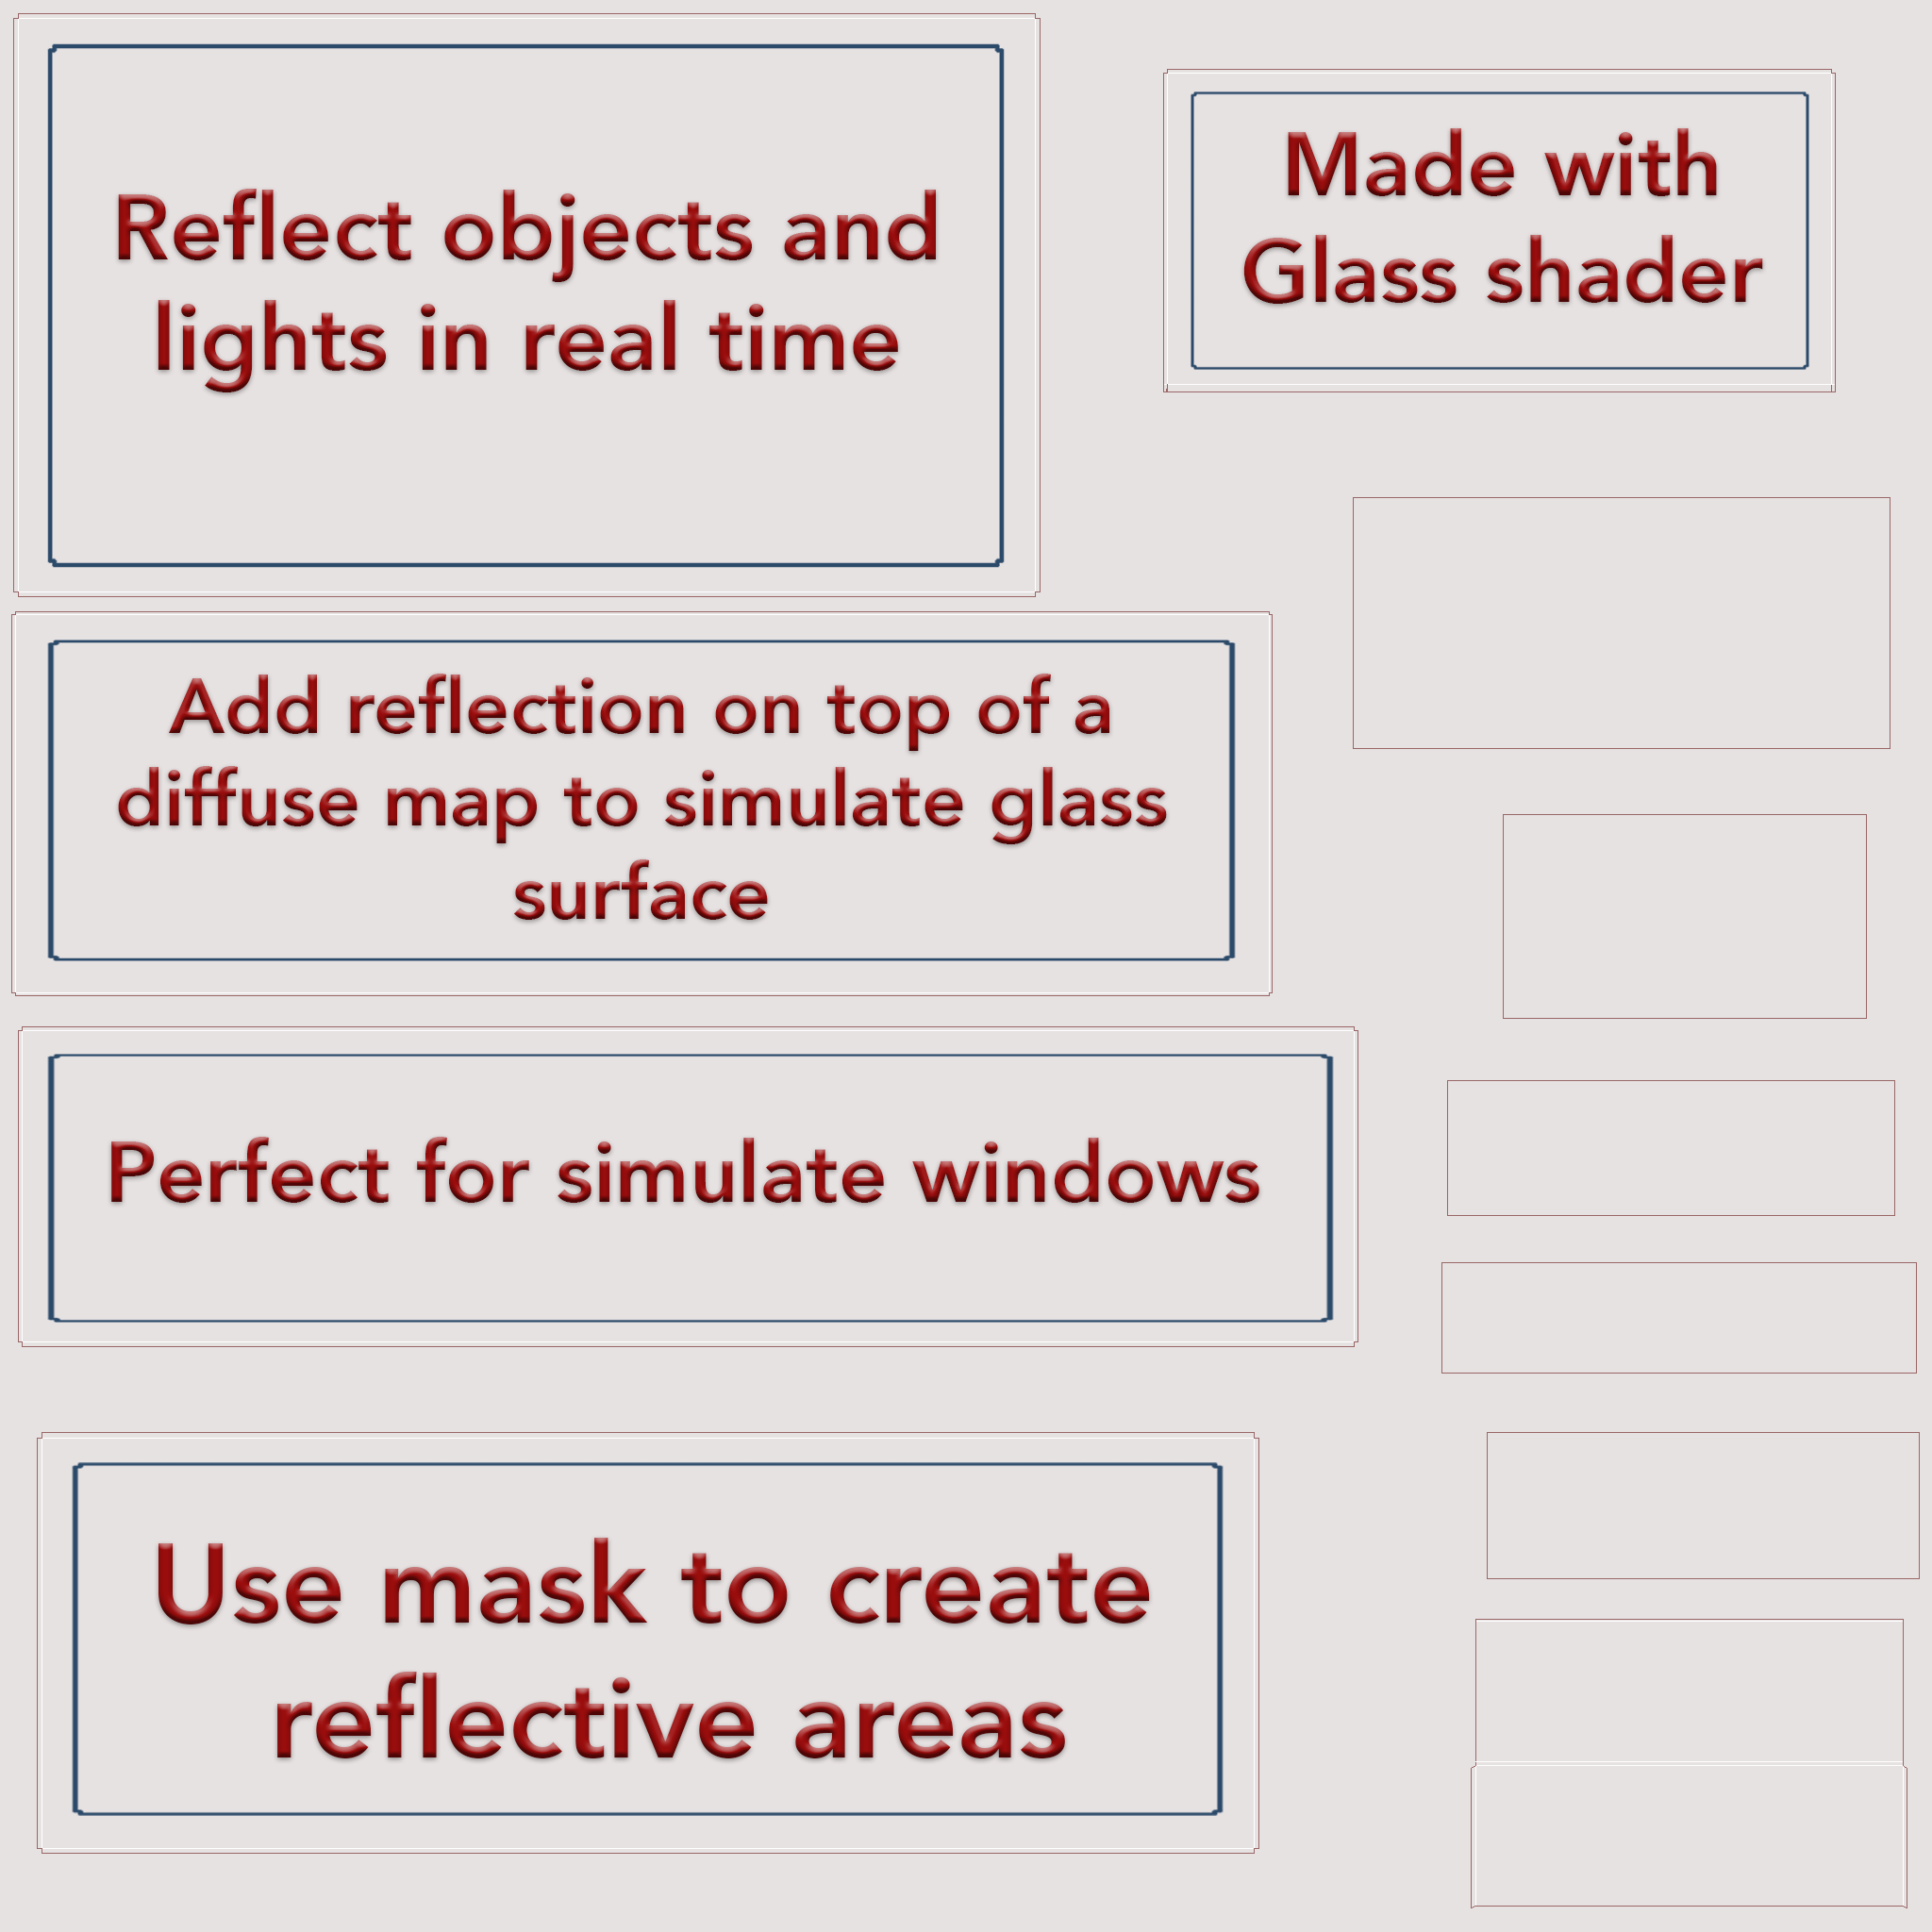 Reflect objects and
lights in real time
Made with
Glass shader
Add reflection on top of a
diffuse map to simulate glass
surface
Perfect for simulate windows
Use mask to create
reflective areas